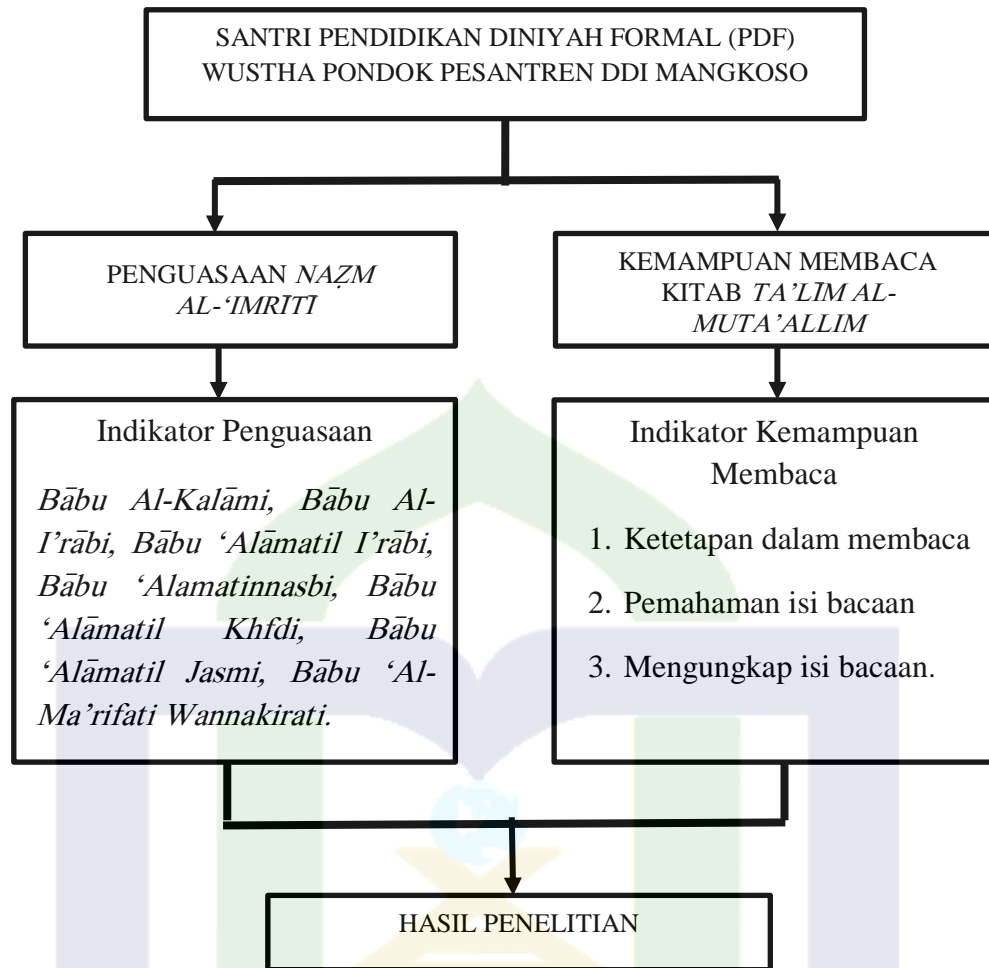 SANTRI PENDIDIKAN DINIYAH FORMAL (PDF)
WUSTHA PONDOK PESANTREN DDI MANGKOSO
PENGUASAAN NAẒM
AL-‘IMRĪTĪ
KEMAMPUAN MEMBACA
KITAB TA’LĪM AL-
MUTA’ALLIM
Indikator Penguasaan
Bābu Al-Kalāmi, Bābu Al-
I’rābi, Bābu ‘Alāmatil I’rābi,
Bābu ‘Alamatinnasbi, Bābu
‘Alāmatil Khfdi, Bābu
‘Alāmatil Jasmi, Bābu ‘Al-
Ma’rifati Wannakirati.
Indikator Kemampuan
Membaca
1. Ketetapan dalam membaca
2. Pemahaman isi bacaan
3. Mengungkap isi bacaan.
HASIL PENELITIAN